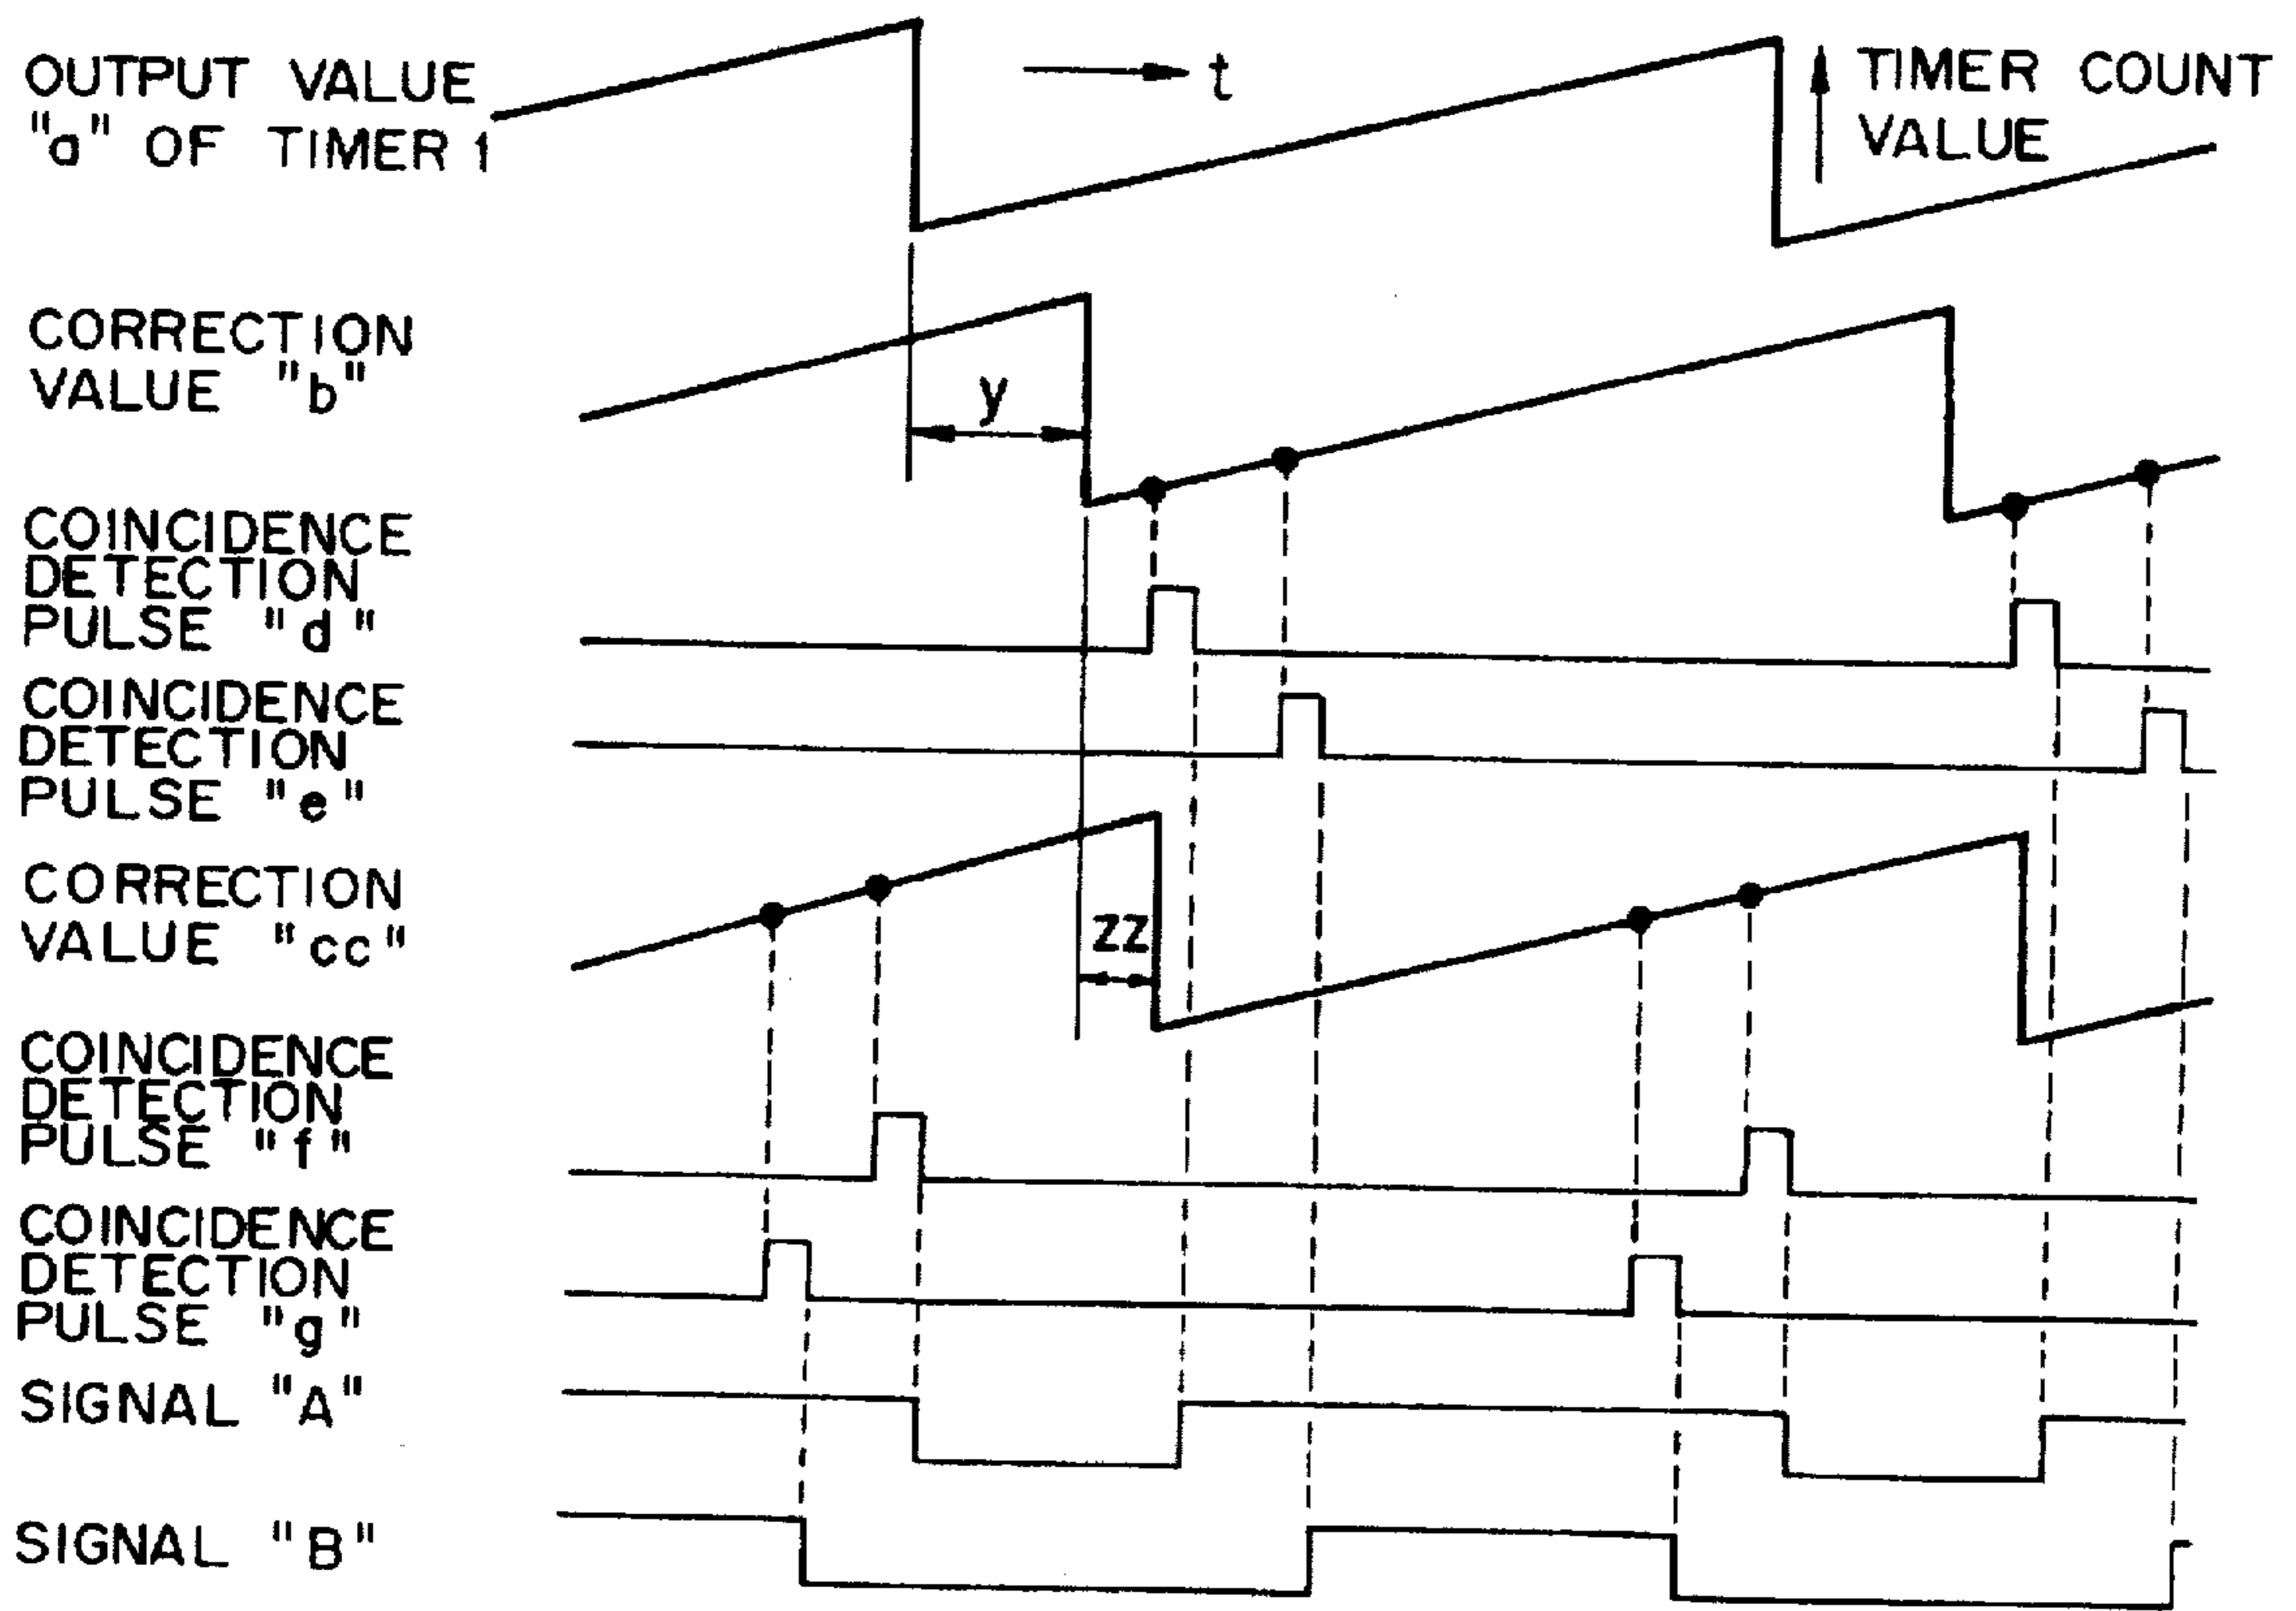 OUTPUT VALUE
"a" OF TIMER 1
t
TIMER COUNT
VALUE
CORRECTION
VALUE "b"
y
COINCIDENCE
DETECTION
PULSE "d"
COINCIDENCE
DETECTION
PULSE "e"
CORRECTION
VALUE "cc"
ZZ
COINCIDENCE
DETECTION
PULSE "f"
COINCIDENCE
DETECTION
PULSE "g"
SIGNAL "A"
SIGNAL "B"